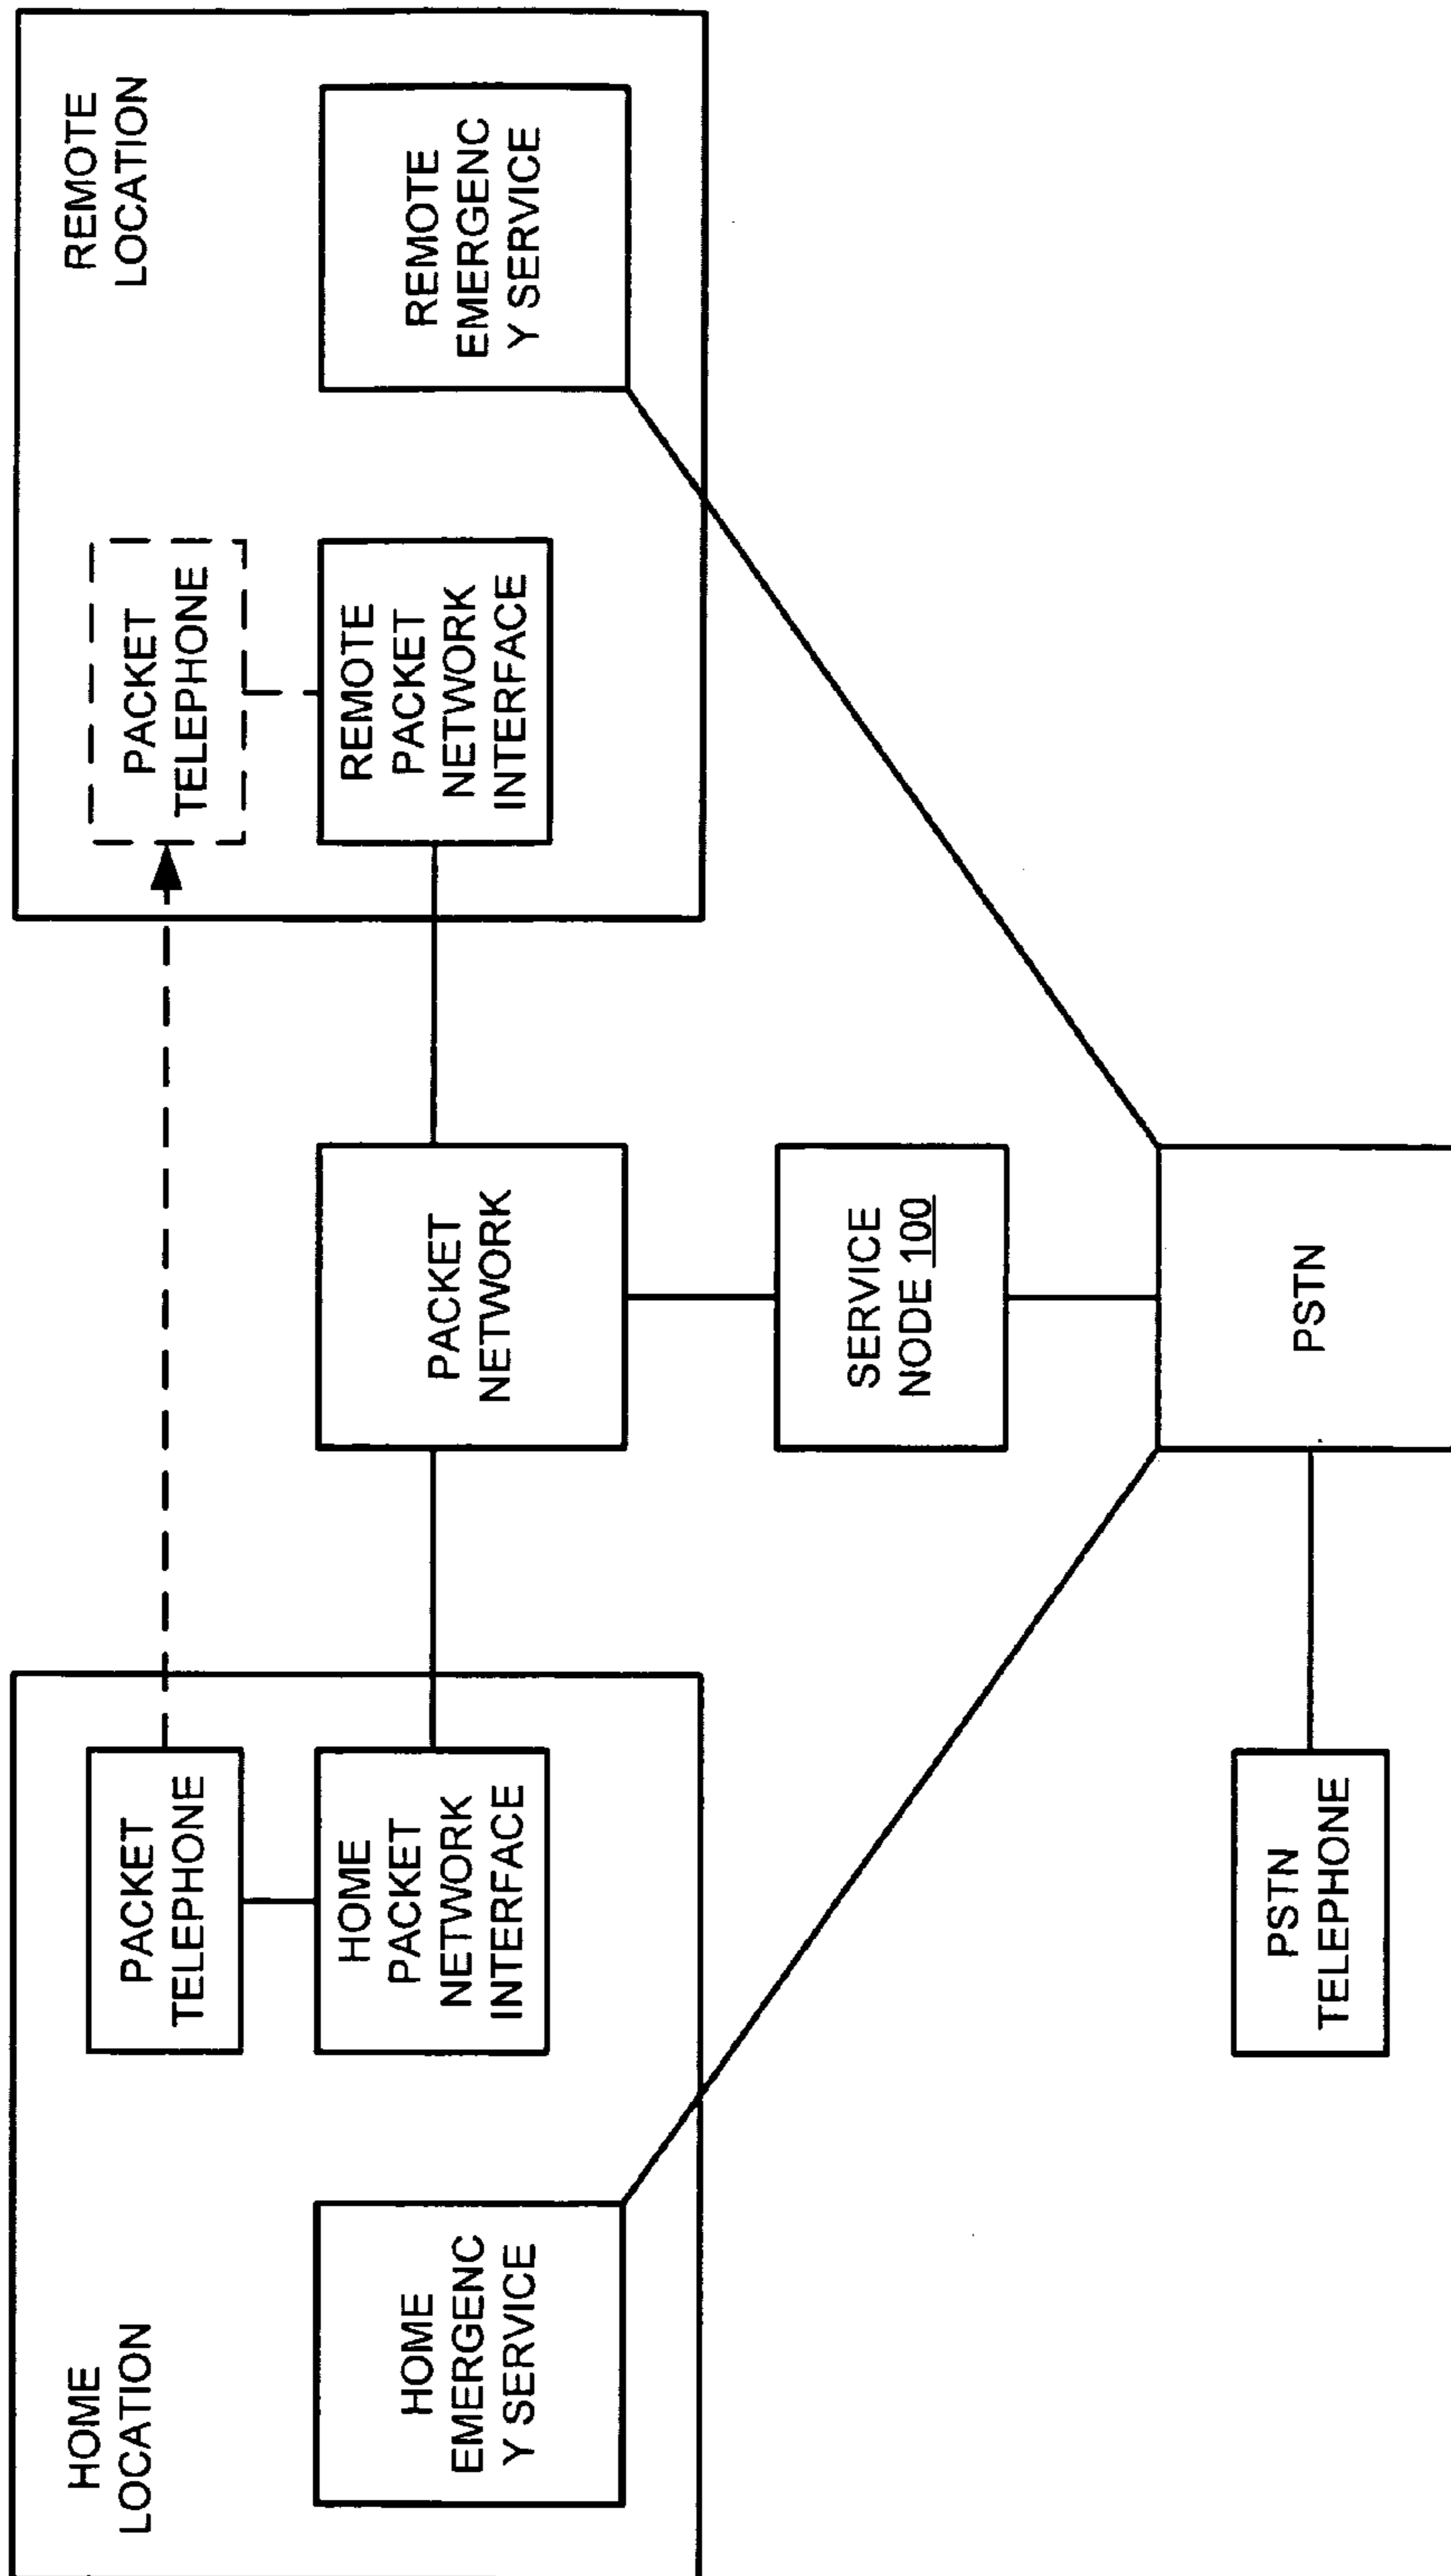 HOME
LOCATION
REMOTE
LOCATION
PACKET
TELEPHONE
PACKET
TELEPHONE
HOME
EMERGENC
Y SERVICE
HOME
PACKET
NETWORK
INTERFACE
PACKET
NETWORK
REMOTE
PACKET
NETWORK
INTERFACE
REMOTE
EMERGENC
Y SERVICE
SERVICE
NODE 100
PSTN
TELEPHONE
PSTN